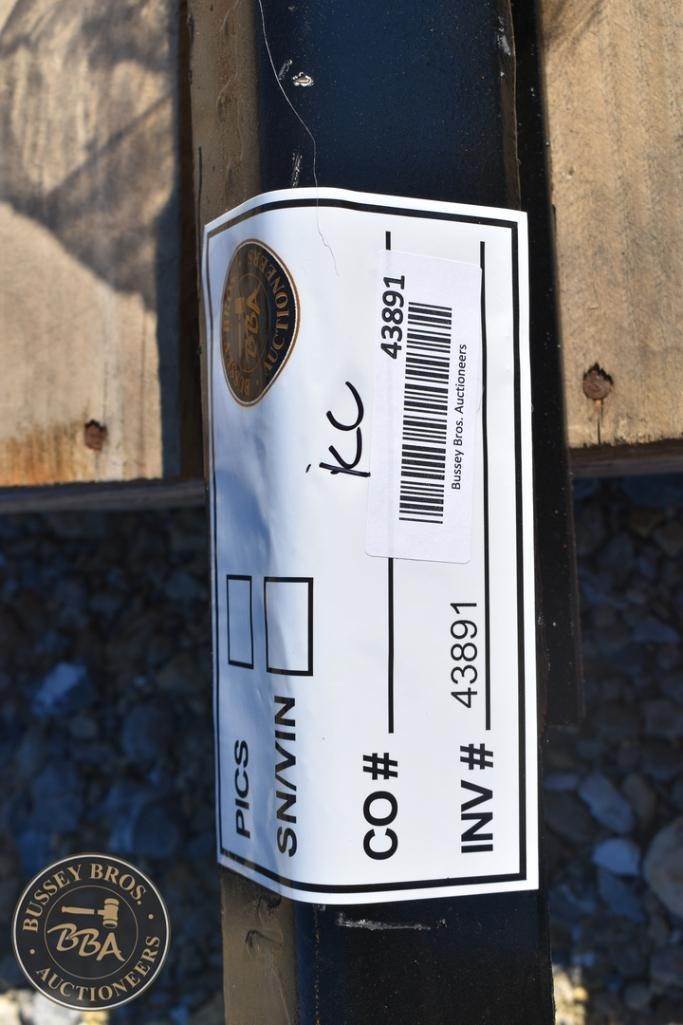 PICS
SN/VIN
CO #
INV # 43891
BUSSEY BROS. AUCTIONEERS
BBA
KC
43891
Bussey Bros. Auctioneers
BUSSEY BROS.
BBA
AUCTIONEERS